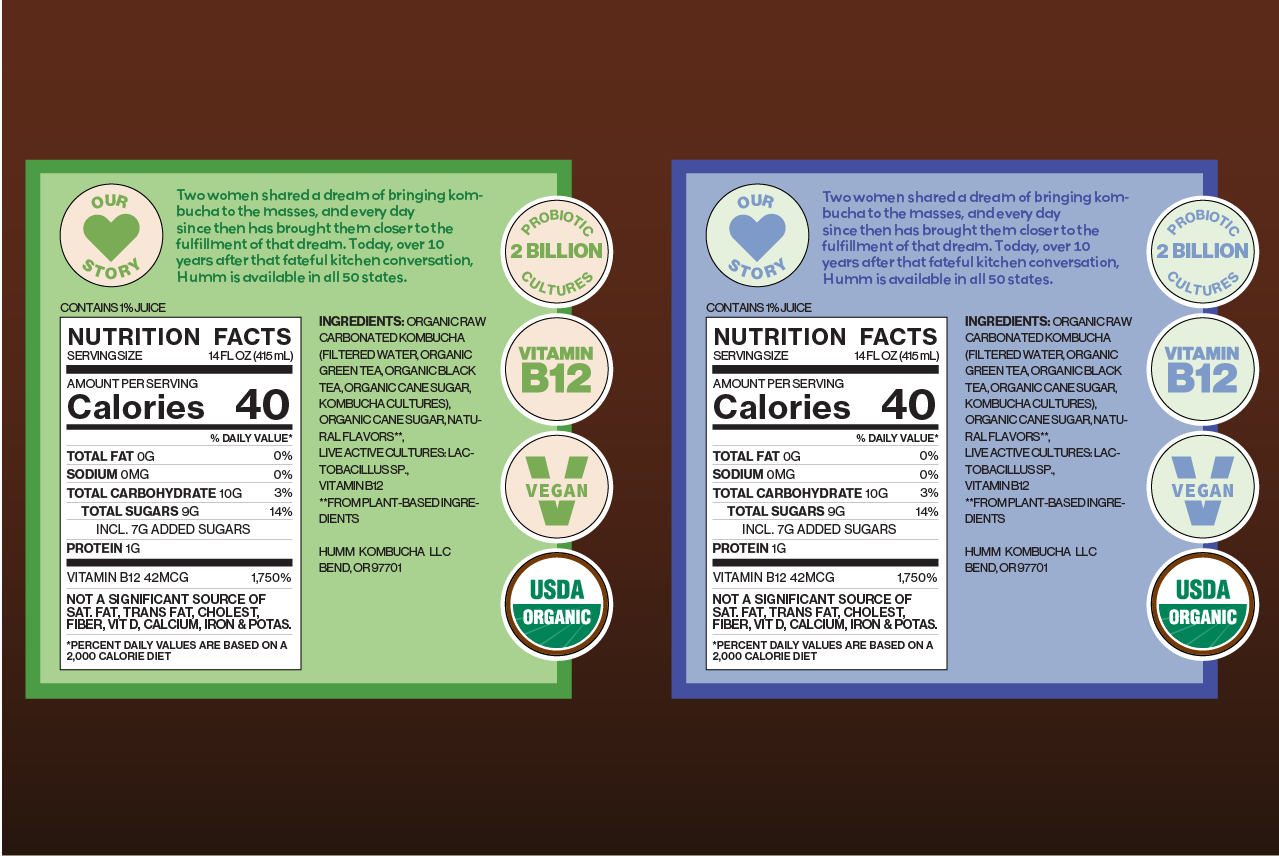 OUR
STORY
Two women shared a dream of bringing kom-
bucha to the masses, and every day
since then has brought them closer to the
fulfillment of that dream. Today, over 10
years after that fateful kitchen conversation,
Humm is available in all 50 states.
CONTAINS 1% JUICE
NUTRITION FACTS
SERVING SIZE 14 FL OZ (415 mL)
AMOUNT PER SERVING
Calories 40
% DAILY VALUE*
TOTAL FAT 0G 0%
SODIUM 0MG 0%
TOTAL CARBOHYDRATE 10G 3%
TOTAL SUGARS 9G 14%
INCL. 7G ADDED SUGARS
PROTEIN 1G
VITAMIN B12 42MCG 1,750%
NOT A SIGNIFICANT SOURCE OF
SAT. FAT, TRANS FAT, CHOLEST,
FIBER, VIT D, CALCIUM, IRON & POTAS.
*PERCENT DAILY VALUES ARE BASED ON A
2,000 CALORIE DIET
INGREDIENTS: ORGANIC RAW
CARBONATED KOMBUCHA
(FILTERED WATER, ORGANIC
GREEN TEA, ORGANIC BLACK
TEA, ORGANIC CANE SUGAR,
KOMBUCHA CULTURES),
ORGANIC CANE SUGAR, NATU-
RAL FLAVORS**,
LIVE ACTIVE CULTURES: LAC-
TOBACILLUS SP.,
VITAMIN B12
**FROM PLANT-BASED INGRE-
DIENTS
HUMM KOMBUCHA LLC
BEND, OR 97701
PROBIOTIC
2 BILLION
CULTURES
VITAMIN
B12
V
VEGAN
USDA
ORGANIC
OUR
STORY
Two women shared a dream of bringing kom-
bucha to the masses, and every day
since then has brought them closer to the
fulfillment of that dream. Today, over 10
years after that fateful kitchen conversation,
Humm is available in all 50 states.
CONTAINS 1% JUICE
NUTRITION FACTS
SERVING SIZE 14 FL OZ (415 mL)
AMOUNT PER SERVING
Calories 40
% DAILY VALUE*
TOTAL FAT 0G 0%
SODIUM 0MG 0%
TOTAL CARBOHYDRATE 10G 3%
TOTAL SUGARS 9G 14%
INCL. 7G ADDED SUGARS
PROTEIN 1G
VITAMIN B12 42MCG 1,750%
NOT A SIGNIFICANT SOURCE OF
SAT. FAT, TRANS FAT, CHOLEST,
FIBER, VIT D, CALCIUM, IRON & POTAS.
*PERCENT DAILY VALUES ARE BASED ON A
2,000 CALORIE DIET
INGREDIENTS: ORGANIC RAW
CARBONATED KOMBUCHA
(FILTERED WATER, ORGANIC
GREEN TEA, ORGANIC BLACK
TEA, ORGANIC CANE SUGAR,
KOMBUCHA CULTURES),
ORGANIC CANE SUGAR, NATU-
RAL FLAVORS**,
LIVE ACTIVE CULTURES: LAC-
TOBACILLUS SP.,
VITAMIN B12
**FROM PLANT-BASED INGRE-
DIENTS
HUMM KOMBUCHA LLC
BEND, OR 97701
PROBIOTIC
2 BILLION
CULTURES
VITAMIN
B12
V
VEGAN
USDA
ORGANIC